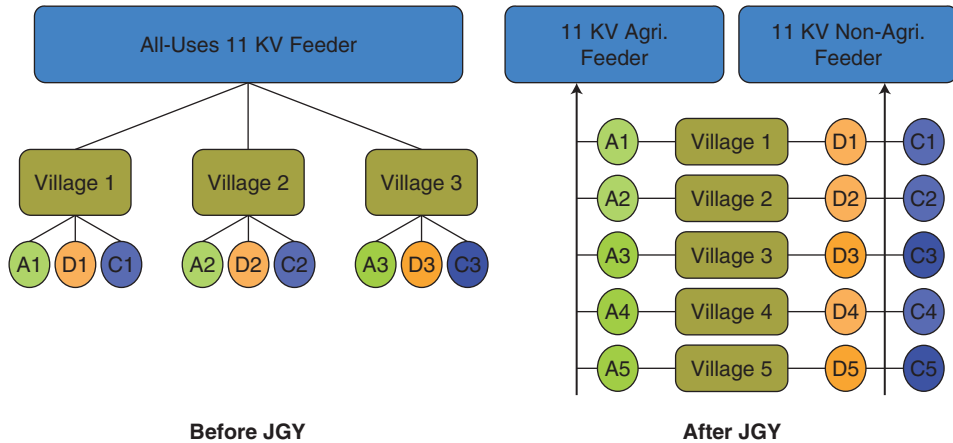 All-Uses 11 KV Feeder
Village 1
Village 2
Village 3
A1 D1 C1
A2 D2 C2
A3 D3 C3
Before JGY
11 KV Agri.
Feeder
11 KV Non-Agri.
Feeder
A1 Village 1 D1 C1
A2 Village 2 D2 C2
A3 Village 3 D3 C3
A4 Village 4 D4 C4
A5 Village 5 D5 C5
After JGY